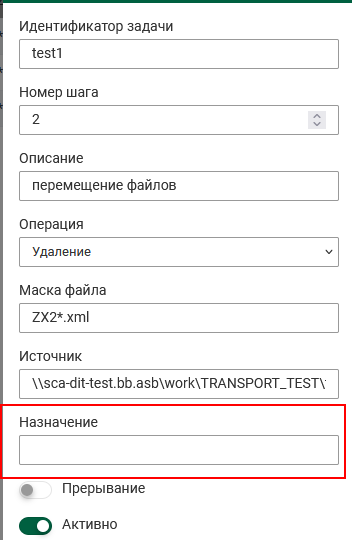 Идентификатор задачи
test1
Номер шага
2
Описание
перемещение файлов
Операция
Удаление
Маска файла
ZX2*.xml
Источник
\\sca-dit-test.bb.asb\work\TRANSPORT_TEST\
Назначение
Прерывание
Активно